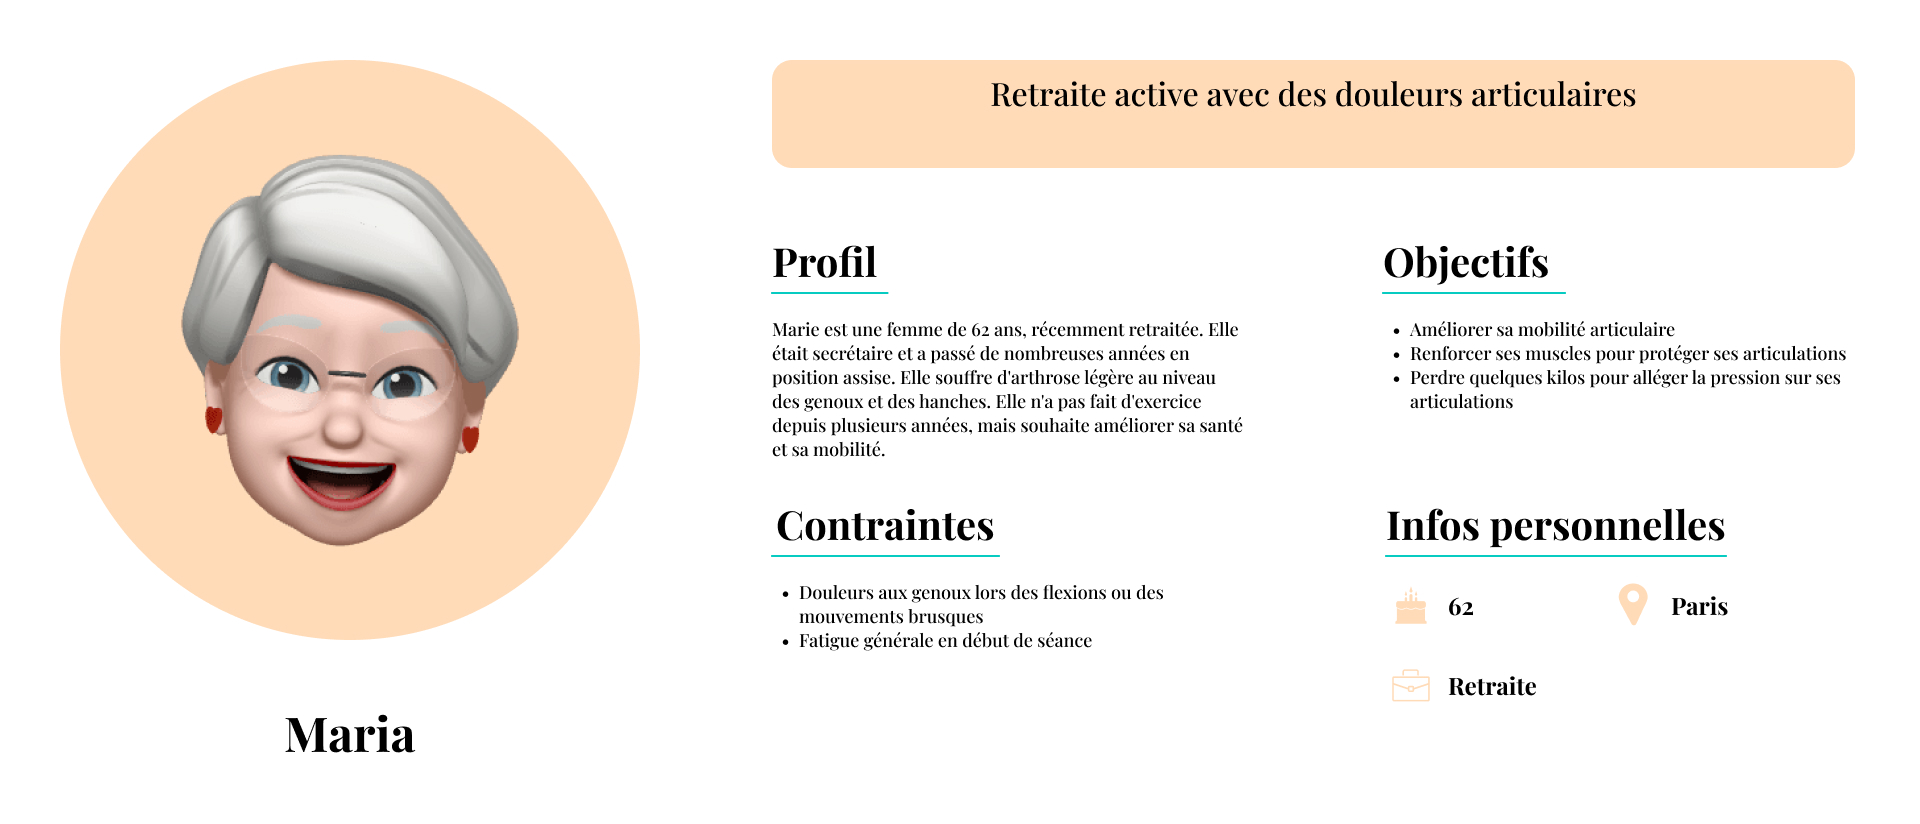 Retraite active avec des douleurs articulaires
Profil
Marie est une femme de 62 ans, récemment retraitée. Elle
était secrétaire et a passé de nombreuses années en
position assise. Elle souffre d'arthrose légère au niveau
des genoux et des hanches. Elle n'a pas fait d'exercice
depuis plusieurs années, mais souhaite améliorer sa santé
et sa mobilité.
Objectifs
• Améliorer sa mobilité articulaire
• Renforcer ses muscles pour protéger ses articulations
• Perdre quelques kilos pour alléger la pression sur ses
articulations
Contraintes
• Douleurs aux genoux lors des flexions ou des
mouvements brusques
• Fatigue générale en début de séance
Infos personnelles
62
Paris
Retraite
Maria